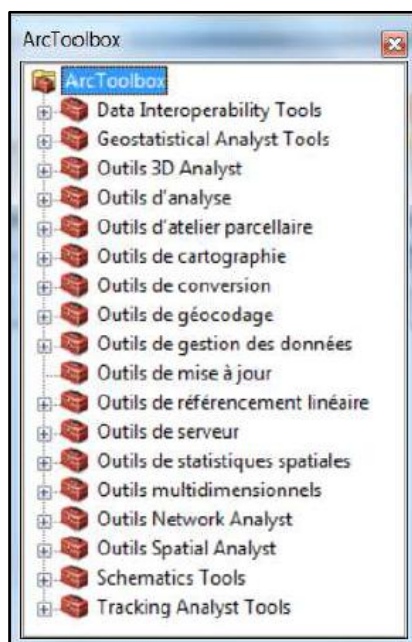 ArcToolbox
ArcToolbox
Data Interoperability Tools
Geostatistical Analyst Tools
Outils 3D Analyst
Outils d'analyse
Outils d'atelier parcellaire
Outils de cartographie
Outils de conversion
Outils de géocodage
Outils de gestion des données
Outils de mise à jour
Outils de référencement linéaire
Outils de serveur
Outils de statistiques spatiales
Outils multidimensionnels
Outils Network Analyst
Outils Spatial Analyst
Schematics Tools
Tracking Analyst Tools